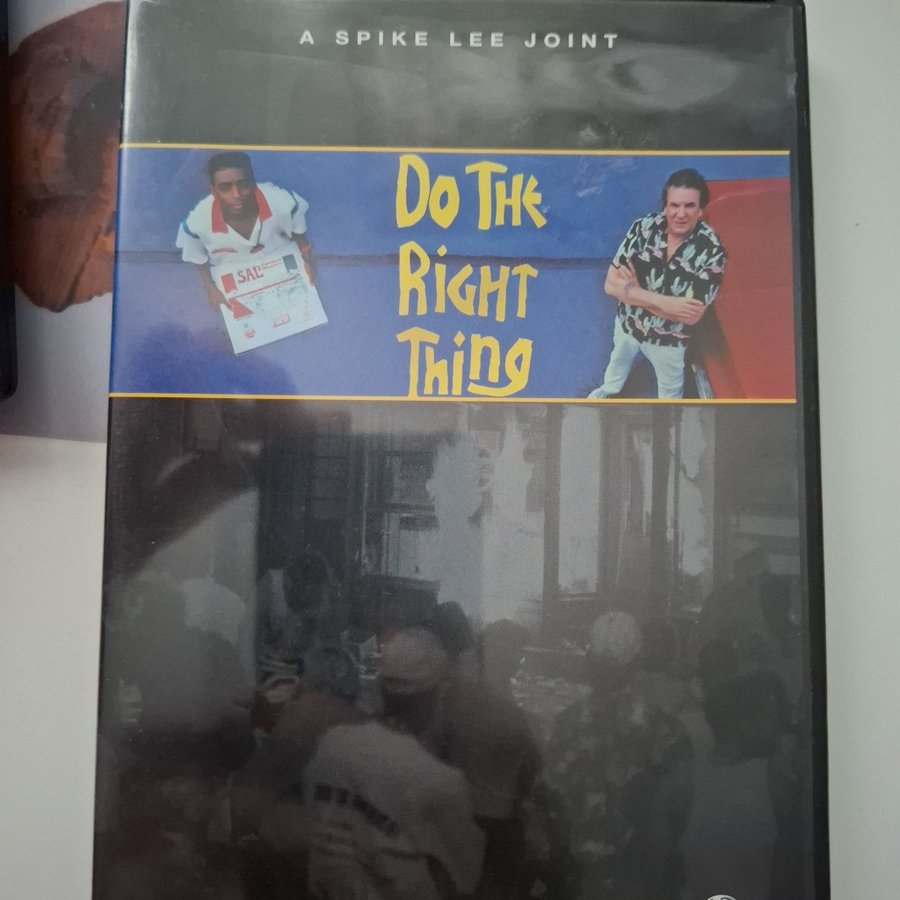 A SPIKE LEE JOINT
DO THE
RiGHT
Thing
SAL